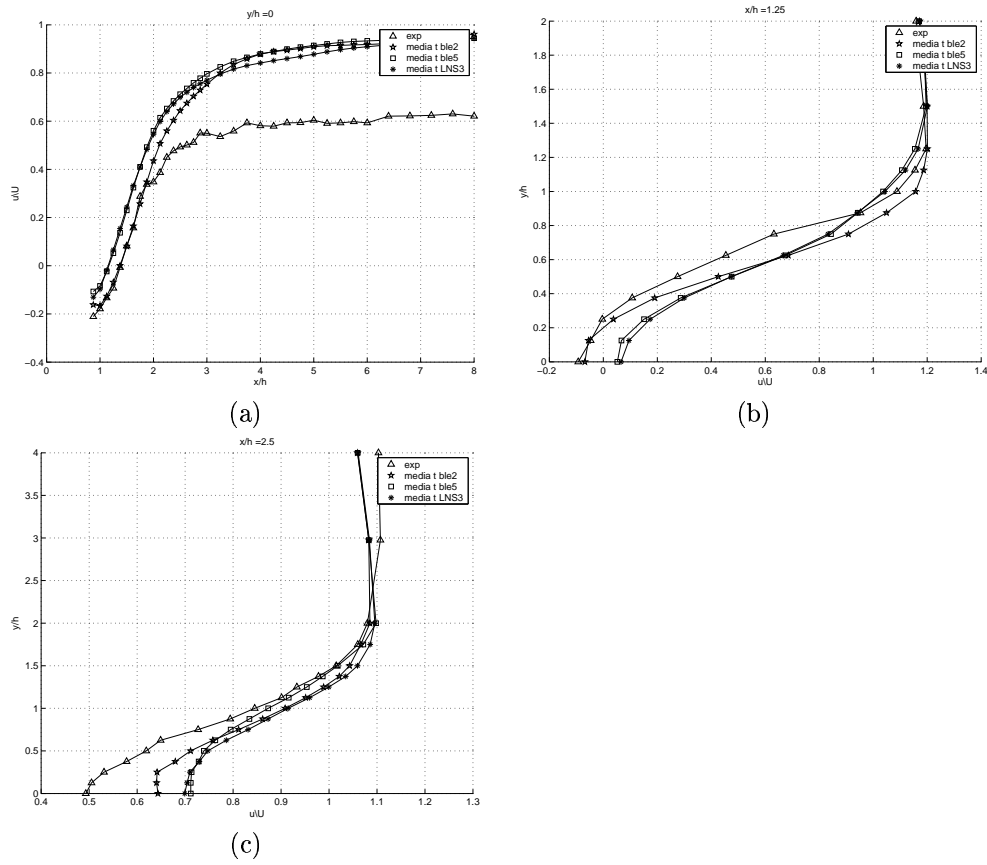 y/h =0
1
0.8
0.6
0.4
0.2
0
−0.2
−0.4
u\U
0 1 2 3 4 5 6 7 8
x/h
exp
media t ble2
media t ble5
media t LNS3
(a)
x/h =1.25
2
1.8
1.6
1.4
1.2
1
0.8
0.6
0.4
0.2
0
y/h
−0.2 0 0.2 0.4 0.6 0.8 1 1.2 1.4
u\U
exp
media t ble2
media t ble5
media t LNS3
(b)
x/h =2.5
4
3.5
3
2.5
2
1.5
1
0.5
0
y/h
0.4 0.5 0.6 0.7 0.8 0.9 1 1.1 1.2 1.3
u\U
exp
media t ble2
media t ble5
media t LNS3
(c)